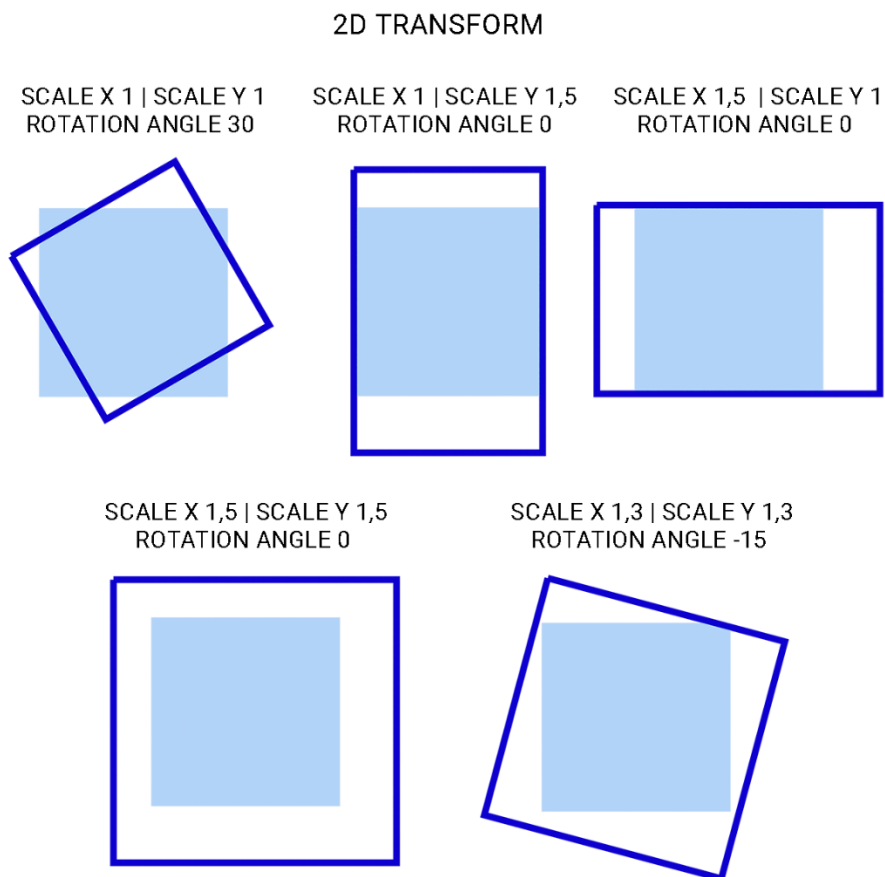 2D TRANSFORM
SCALE X 1 | SCALE Y 1
ROTATION ANGLE 30
SCALE X 1 | SCALE Y 1,5
ROTATION ANGLE 0
SCALE X 1,5 | SCALE Y 1
ROTATION ANGLE 0
SCALE X 1,5 | SCALE Y 1,5
ROTATION ANGLE 0
SCALE X 1,3 | SCALE Y 1,3
ROTATION ANGLE -15